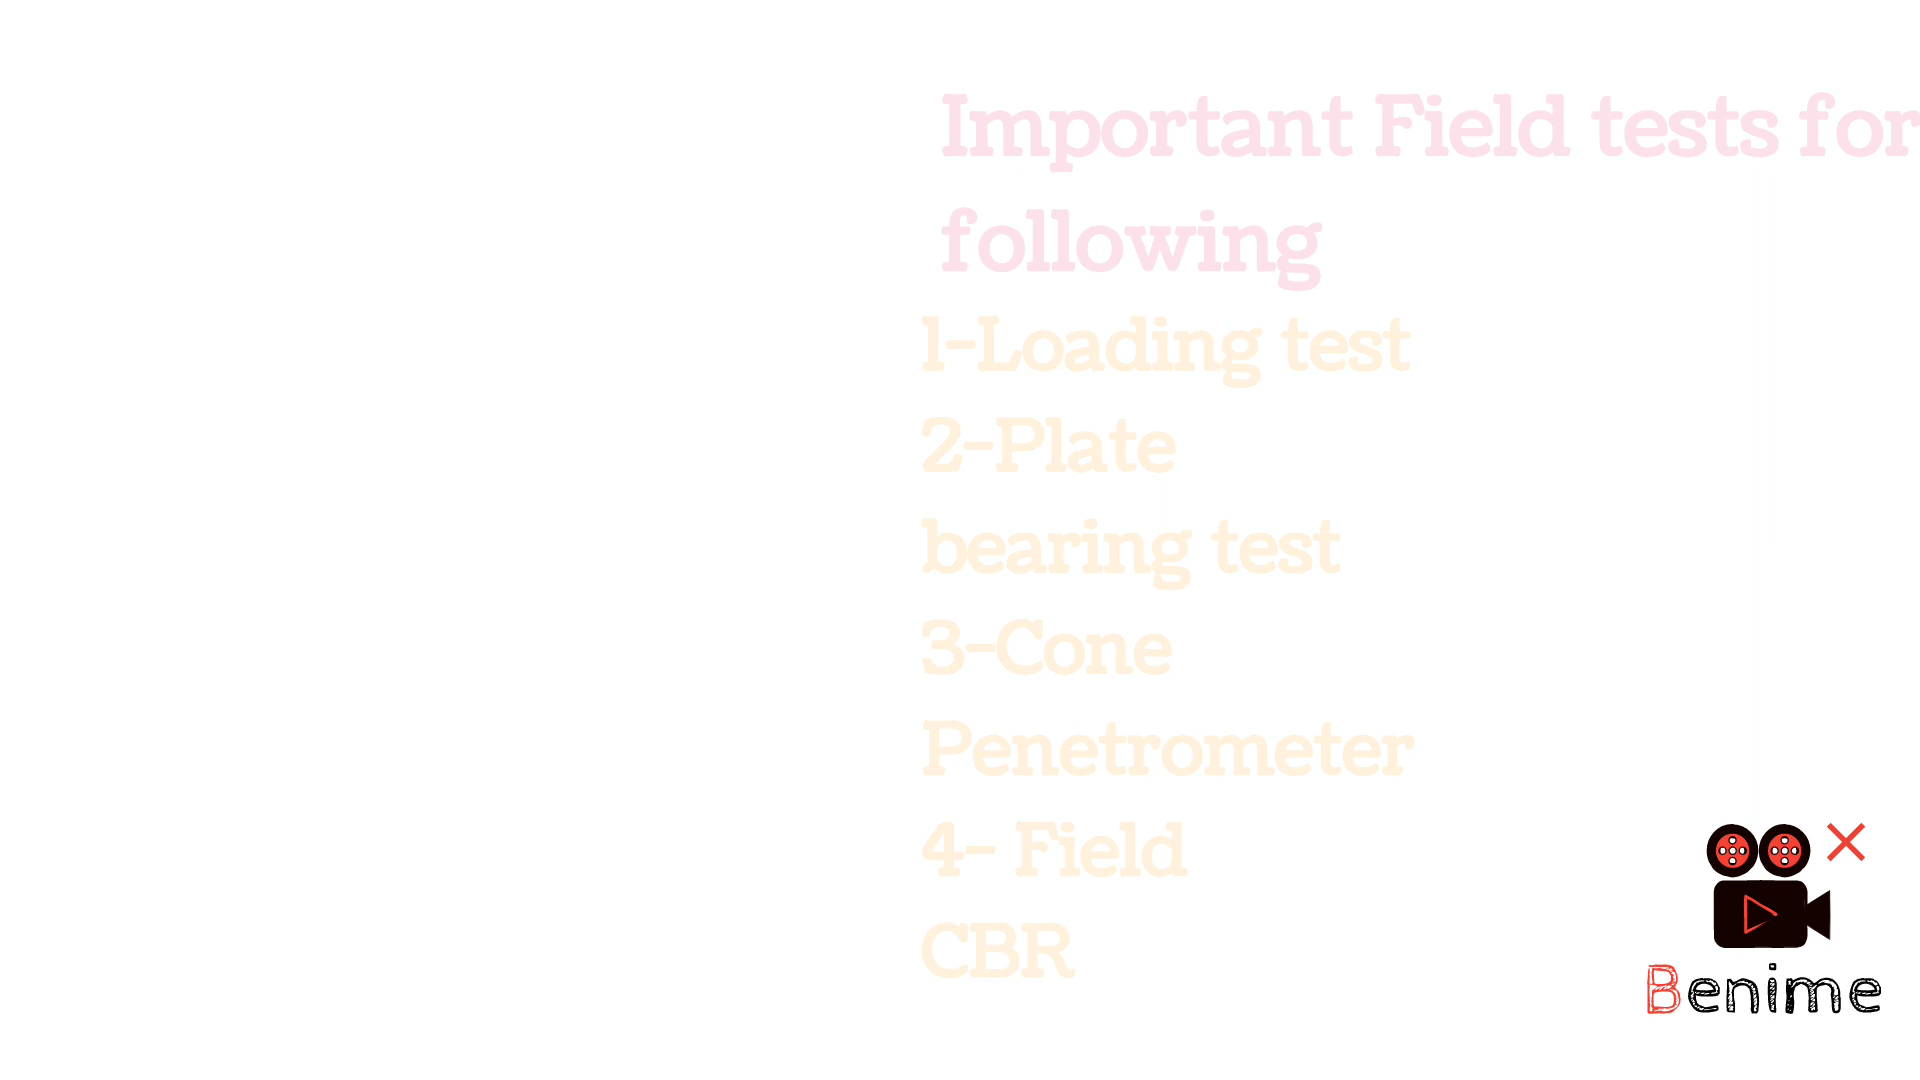 Important Field tests for
following
1-Loading test
2-Plate
bearing test
3-Cone
Penetrometer
4- Field
CBR
Benime